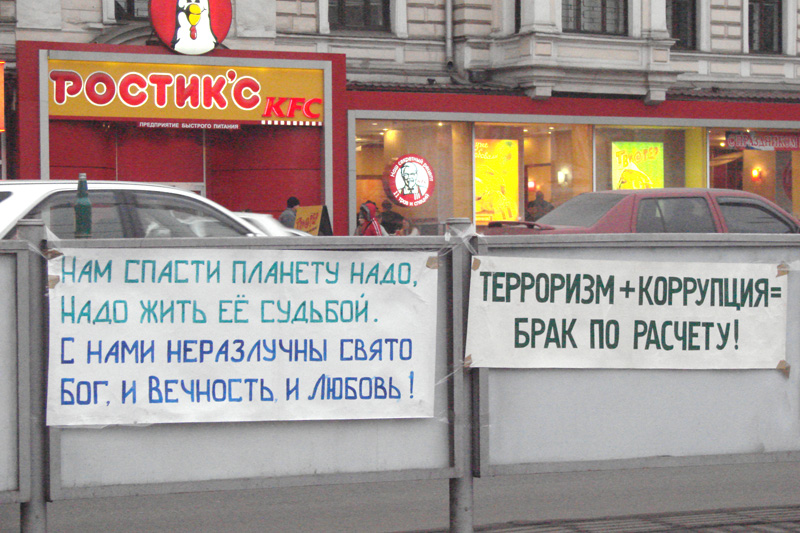 РОСТИК'С KFC
ПРЕДПРИЯТИЕ БЫСТРОГО ПИТАНИЯ
НАМ СПАСТИ ПЛАНЕТУ НАДО,
НАДО ЖИТЬ ЕЁ СУДЬБОЙ.
С НАМИ НЕРАЗЛУЧНЫ СВЯТО
БОГ, И ВЕЧНОСТЬ, И ЛЮБОВЬ!
ТЕРРОРИЗМ+КОРРУПЦИЯ=
БРАК ПО РАСЧЕТУ!